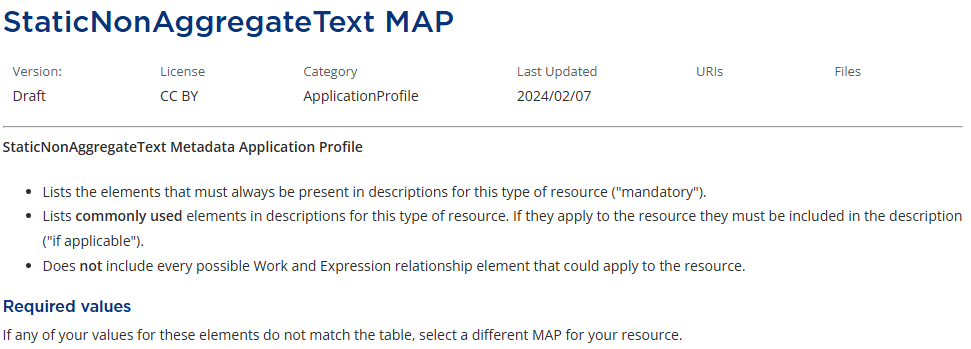 StaticNonAggregateText MAP
Version: License Category Last Updated URIs Files
Draft CC BY ApplicationProfile 2024/02/07
StaticNonAggregateText Metadata Application Profile
• Lists the elements that must always be present in descriptions for this type of resource ("mandatory").
• Lists commonly used elements in descriptions for this type of resource. If they apply to the resource they must be included in the description
("if applicable").
• Does not include every possible Work and Expression relationship element that could apply to the resource.
Required values
If any of your values for these elements do not match the table, select a different MAP for your resource.